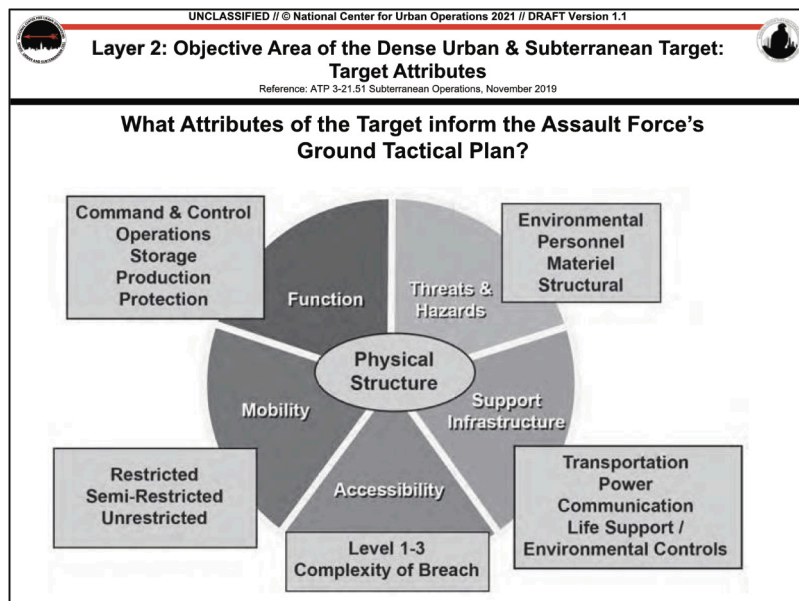 UNCLASSIFIED // © National Center for Urban Operations 2021 // DRAFT Version 1.1
Layer 2: Objective Area of the Dense Urban & Subterranean Target:
Target Attributes
Reference: ATP 3-21.51 Subterranean Operations, November 2019
What Attributes of the Target inform the Assault Force's
Ground Tactical Plan?
Command & Control
Operations
Storage
Production
Protection
Function
Threats &
Hazards
Environmental
Personnel
Materiel
Structural
Physical
Structure
Mobility
Support
Infrastructure
Restricted
Semi-Restricted
Unrestricted
Accessibility
Level 1-3
Complexity of Breach
Transportation
Power
Communication
Life Support /
Environmental Controls